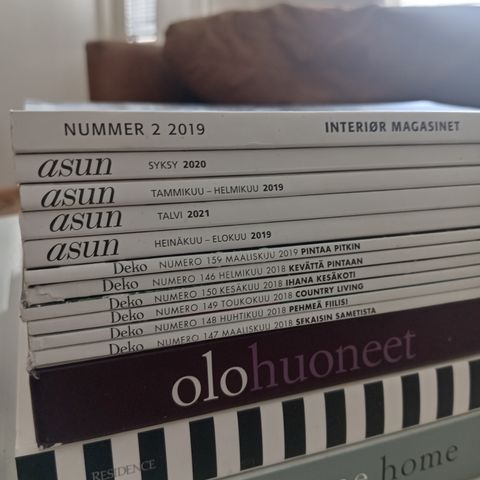 NUMMER 2 2019 INTERIØR MAGASINET
asun SYKSY 2020
asun TAMMIKUU – HELMIKUU 2019
asun TALVI 2021
asun HEINÄKUU – ELOKUU 2019
Deko NUMERO 159 MAALISKUU 2019 PINTAA PITKIN
Deko NUMERO 146 HELMIKUU 2018 KEVÄTTÄ PINTAAN
Deko NUMERO 150 KESÄKUU 2018 IHANA KESÄKOTI
Deko NUMERO 149 TOUKOKUU 2018 COUNTRY LIVING
Deko NUMERO 148 HUHTIKUU 2018 PEHMEÄ FIILIS!
Deko NUMERO 147 MAALISKUU 2018 SEKAISIN SAMETISTA
olohuoneet
RESIDENCE
home